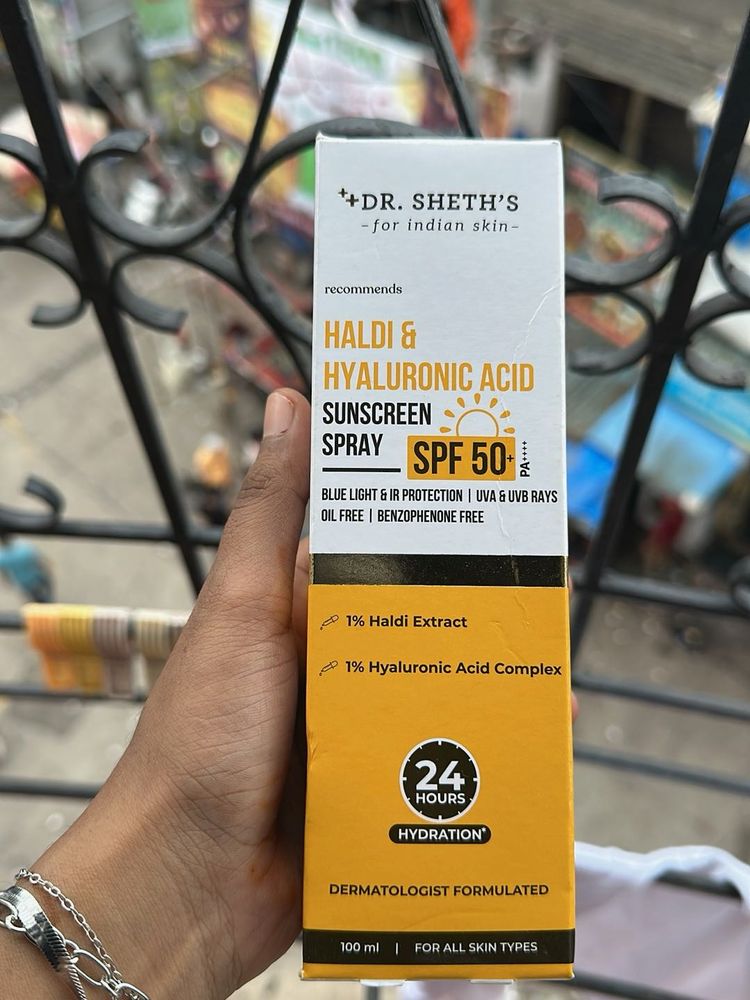 DR. SHETH'S
-for indian skin-
recommends
HALDI &
HYALURONIC ACID
SUNSCREEN
SPRAY
SPF 50+ PA++++
BLUE LIGHT & IR PROTECTION | UVA & UVB RAYS
OIL FREE | BENZOPHENONE FREE
1% Haldi Extract
1% Hyaluronic Acid Complex
24
HOURS
HYDRATION*
DERMATOLOGIST FORMULATED
100 ml | FOR ALL SKIN TYPES